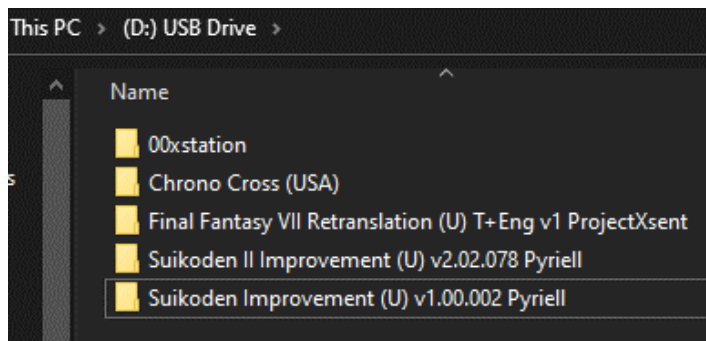 This PC > (D:) USB Drive >
Name
00xstation
s
Chrono Cross (USA)
Final Fantasy VII Retranslation (U) T+Eng v1 ProjectXsent
Suikoden II Improvement (U) v2.02.078 Pyriell
Suikoden Improvement (U) v1.00.002 Pyriell